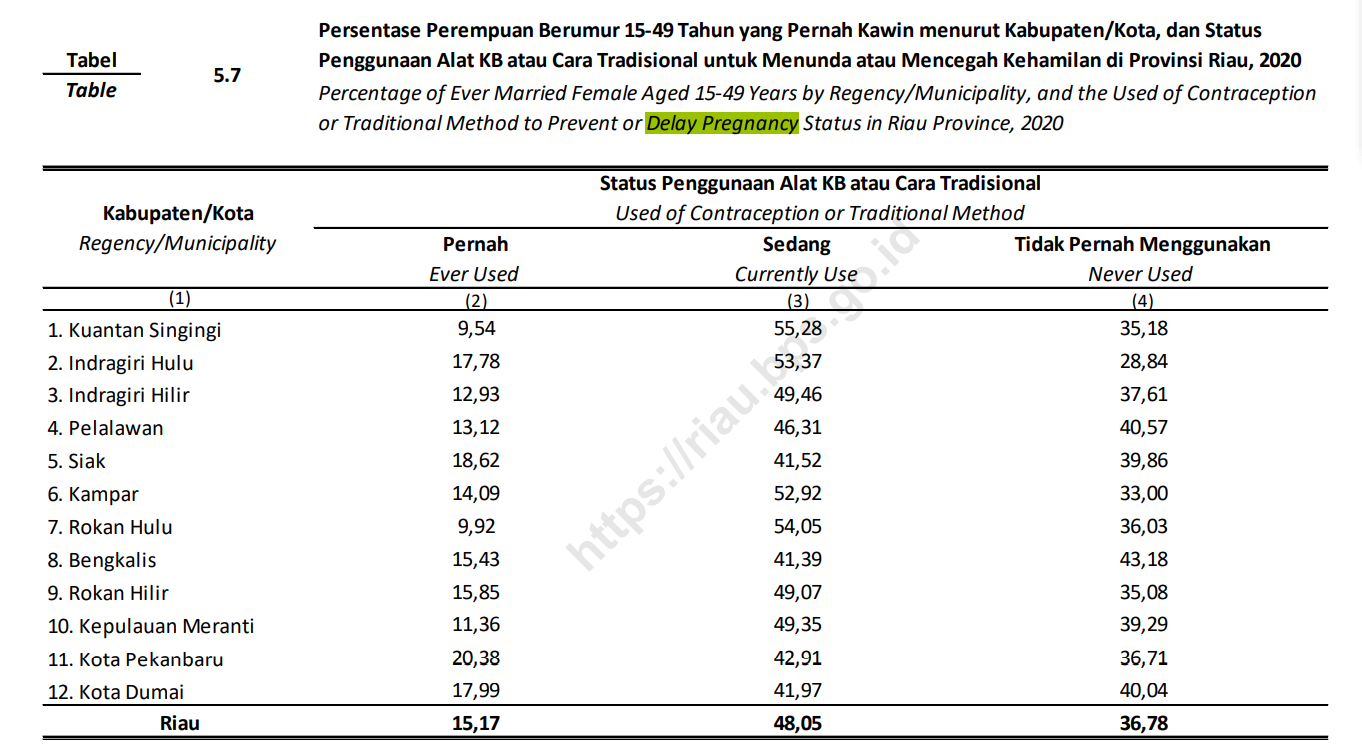 Tabel
Table
5.7
Persentase Perempuan Berumur 15-49 Tahun yang Pernah Kawin menurut Kabupaten/Kota, dan Status
Penggunaan Alat KB atau Cara Tradisional untuk Menunda atau Mencegah Kehamilan di Provinsi Riau, 2020
Percentage of Ever Married Female Aged 15-49 Years by Regency/Municipality, and the Used of Contraception
or Traditional Method to Prevent or Delay Pregnancy Status in Riau Province, 2020
Kabupaten/Kota
Regency/Municipality
Status Penggunaan Alat KB atau Cara Tradisional
Used of Contraception or Traditional Method
Pernah Sedang Tidak Pernah Menggunakan
Ever Used Currently Use Never Used
(1) (2) (3) (4)
1. Kuantan Singingi 9,54 55,28 35,18
2. Indragiri Hulu 17,78 53,37 28,84
3. Indragiri Hilir 12,93 49,46 37,61
4. Pelalawan 13,12 46,31 40,57
5. Siak 18,62 41,52 39,86
6. Kampar 14,09 52,92 33,00
7. Rokan Hulu 9,92 54,05 36,03
8. Bengkalis 15,43 41,39 43,18
9. Rokan Hilir 15,85 49,07 35,08
10. Kepulauan Meranti 11,36 49,35 39,29
11. Kota Pekanbaru 20,38 42,91 36,71
12. Kota Dumai 17,99 41,97 40,04
Riau 15,17 48,05 36,78
https://riau.bps.go.id